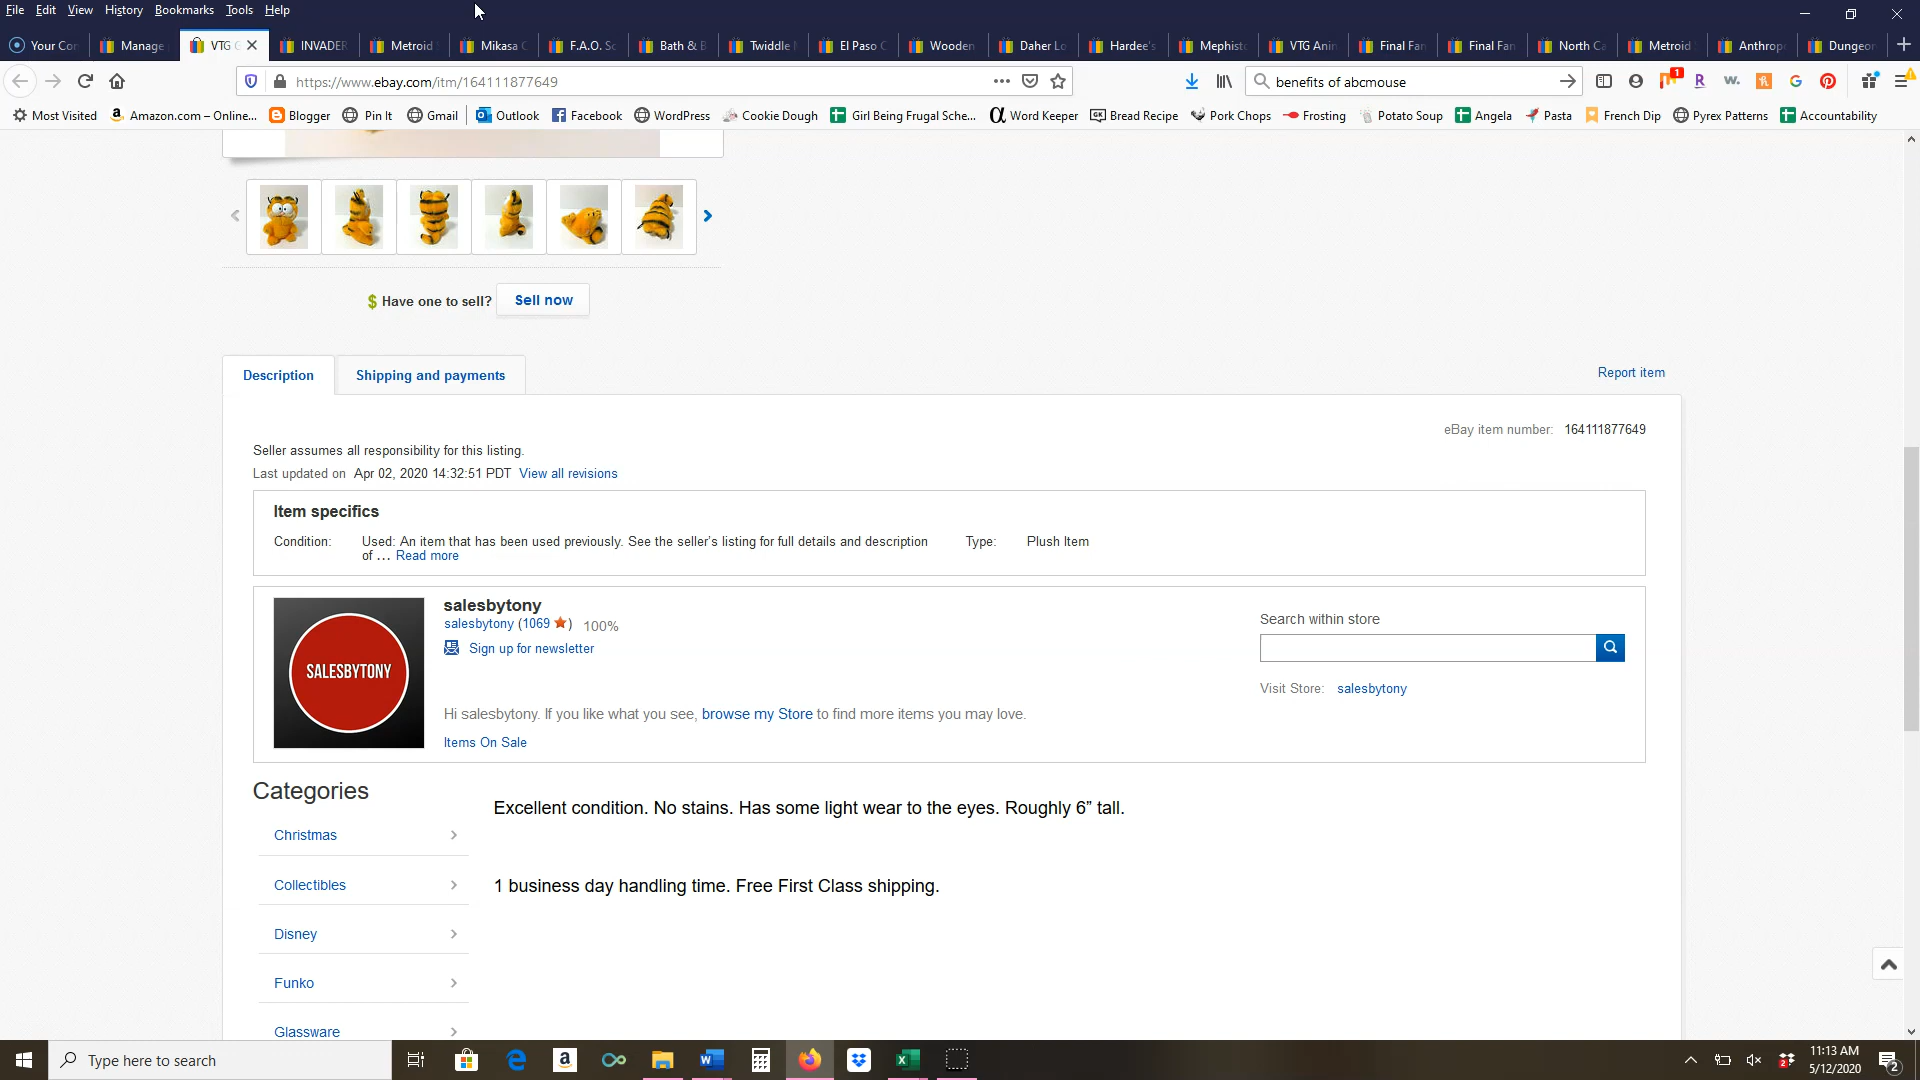 File Edit View History Bookmarks Tools Help
Your Con
Manage
VTG G
INVADER
Metroid
Mikasa C
F.A.O. Sc
Bath & B
Twiddle
El Paso C
Wooden
Daher Lo
Hardee's
Mephisto
VTG Anin
Final Fan
Final Fan
North Ca
Metroid
Anthrop
Dungeon
https://www.ebay.com/itm/164111877649
benefits of abcmouse
1
R
w.
G
Most Visited
Amazon.com – Online...
Blogger
Pin It
Gmail
Outlook
Facebook
WordPress
Cookie Dough
Girl Being Frugal Sche...
Word Keeper
Bread Recipe
Pork Chops
Frosting
Potato Soup
Angela
Pasta
French Dip
Pyrex Patterns
Accountability
$ Have one to sell? Sell now
Description
Shipping and payments
Report item
eBay item number: 164111877649
Seller assumes all responsibility for this listing.
Last updated on Apr 02, 2020 14:32:51 PDT View all revisions
Item specifics
Condition:
Used: An item that has been used previously. See the seller's listing for full details and description
of ... Read more
Type:
Plush Item
SALESBYTONY
salesbytony
salesbytony (1069 ) 100%
Sign up for newsletter
Hi salesbytony. If you like what you see, browse my Store to find more items you may love.
Items On Sale
Search within store
Visit Store: salesbytony
Categories
Christmas
Collectibles
Disney
Funko
Glassware
Excellent condition. No stains. Has some light wear to the eyes. Roughly 6” tall.
1 business day handling time. Free First Class shipping.
Type here to search
11:13 AM
5/12/2020
2